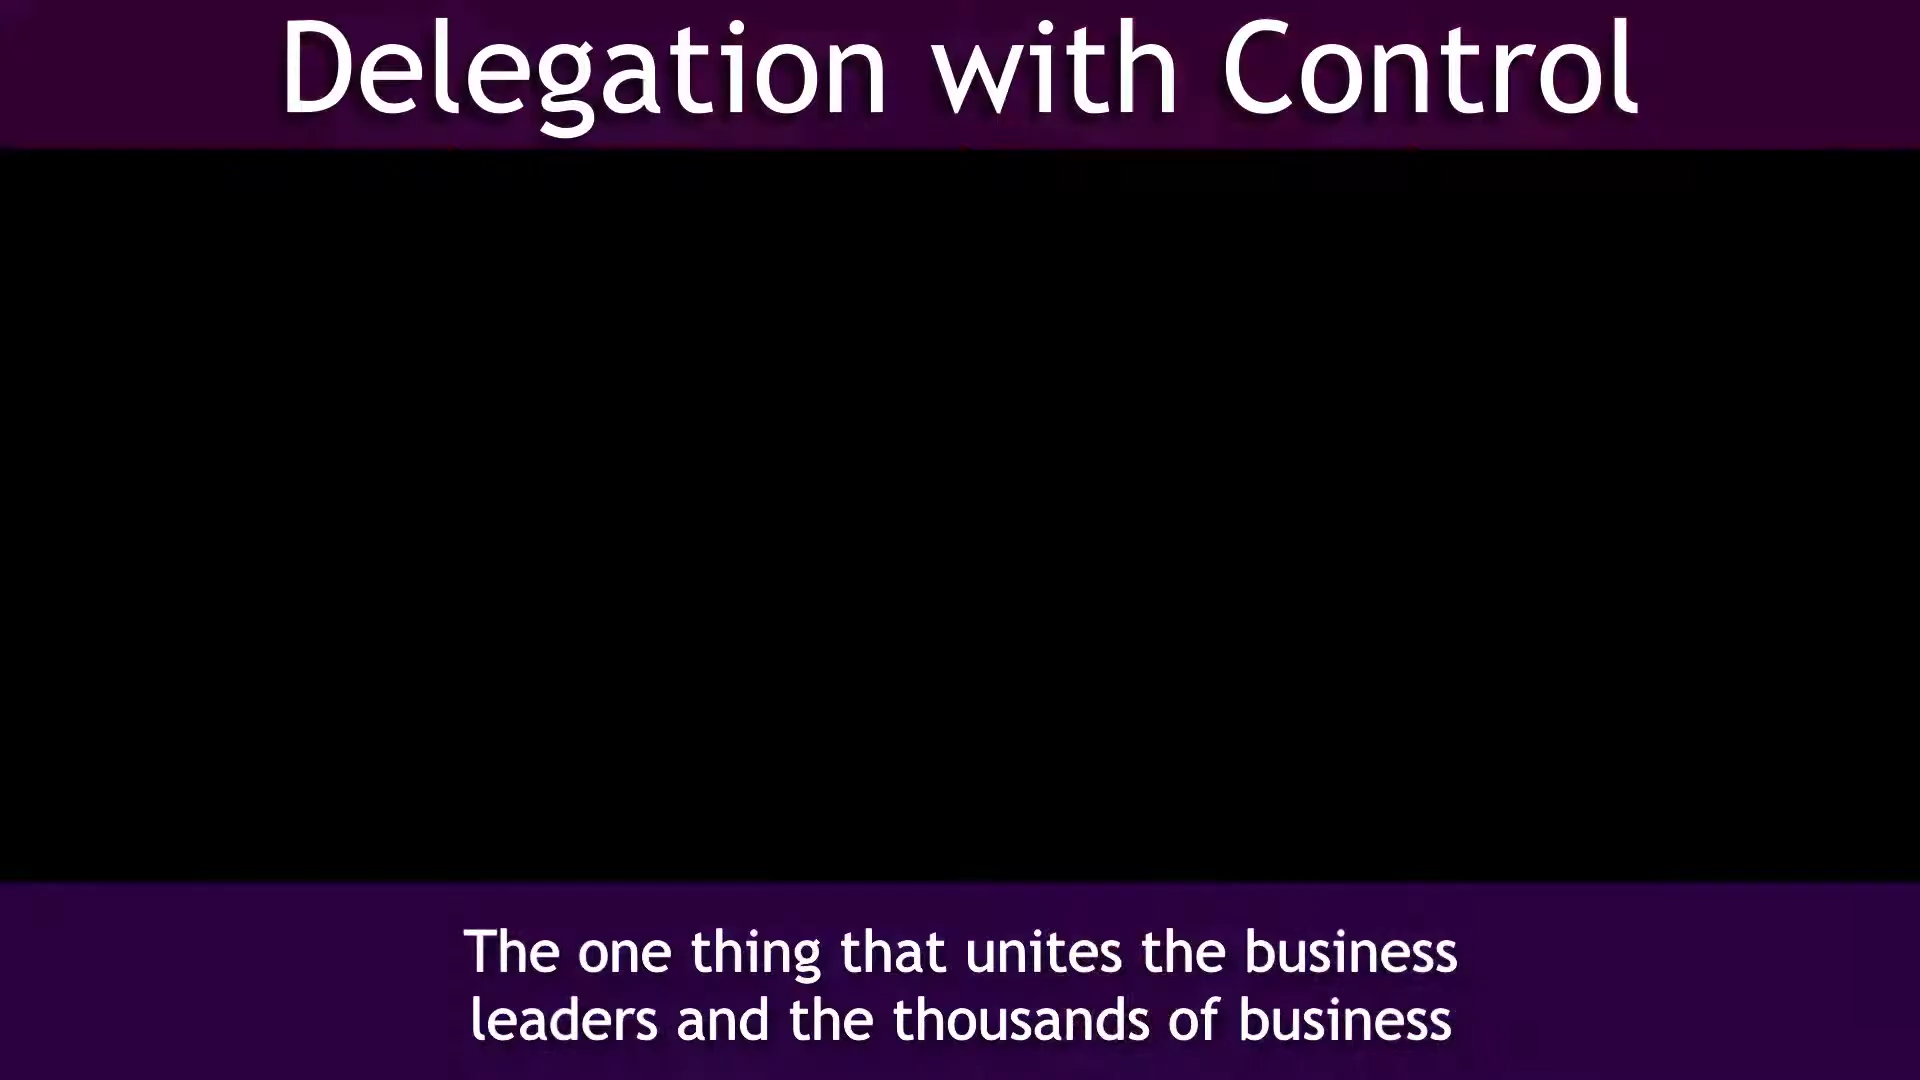 Delegation with Control
The one thing that unites the business
leaders and the thousands of business